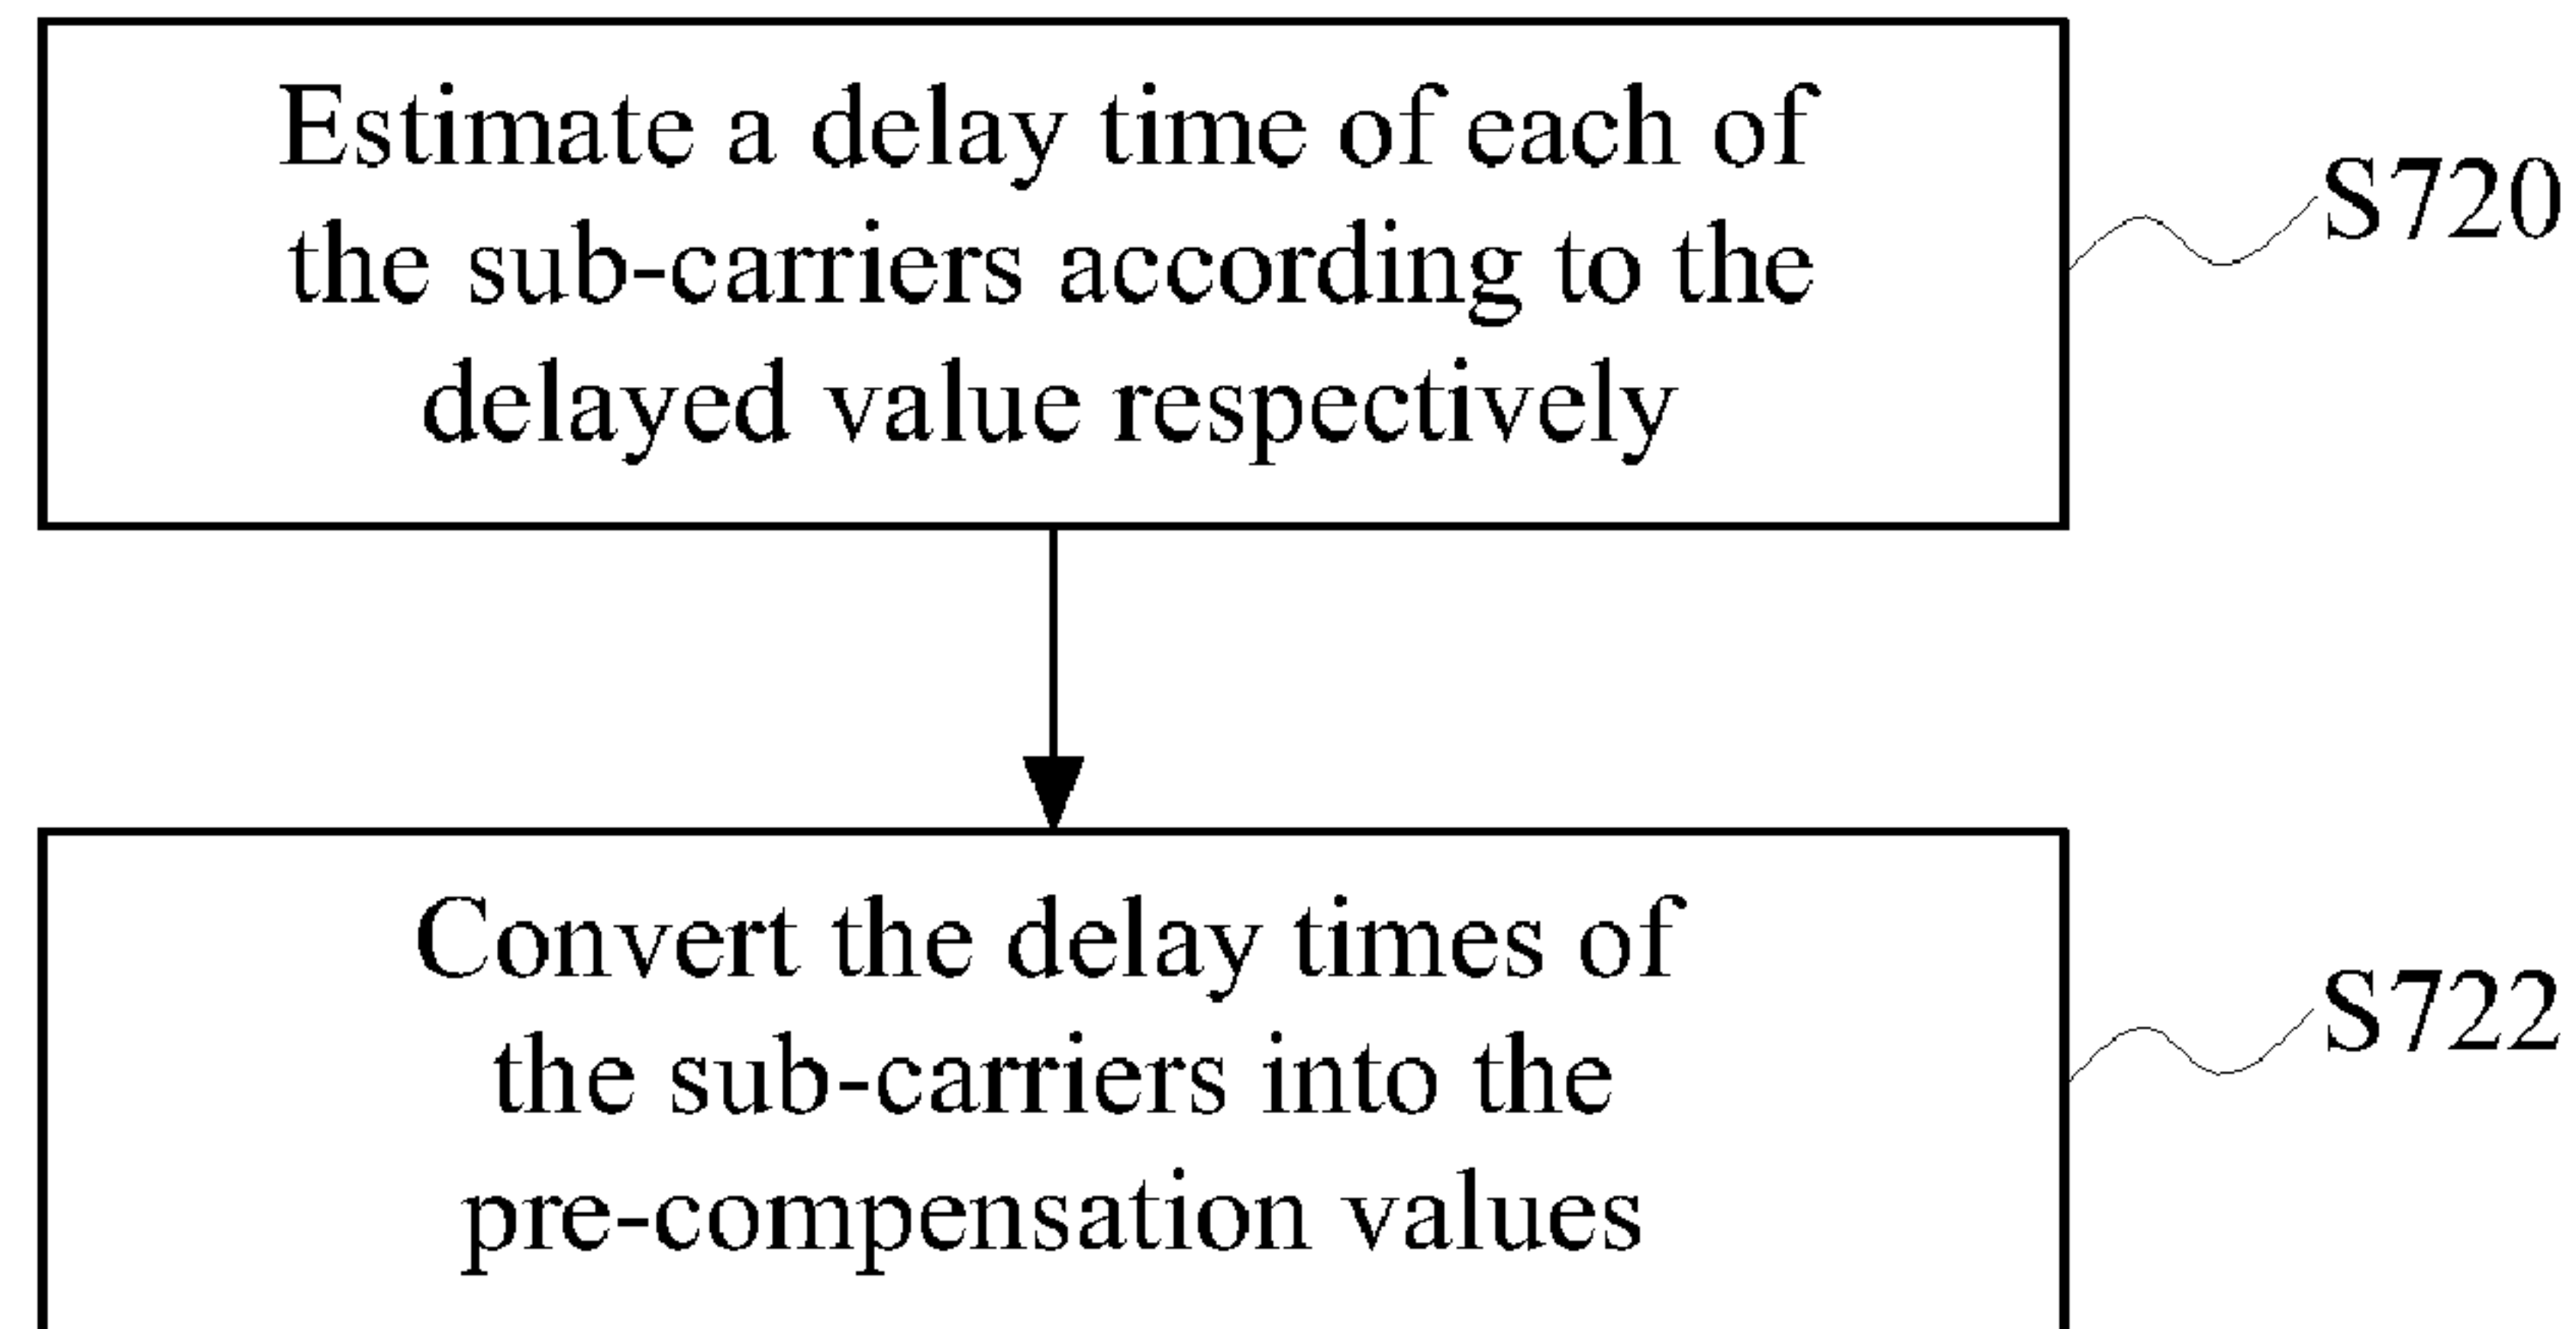 Estimate a delay time of each of
the sub-carriers according to the
delayed value respectively
S720
Convert the delay times of
the sub-carriers into the
pre-compensation values
S722